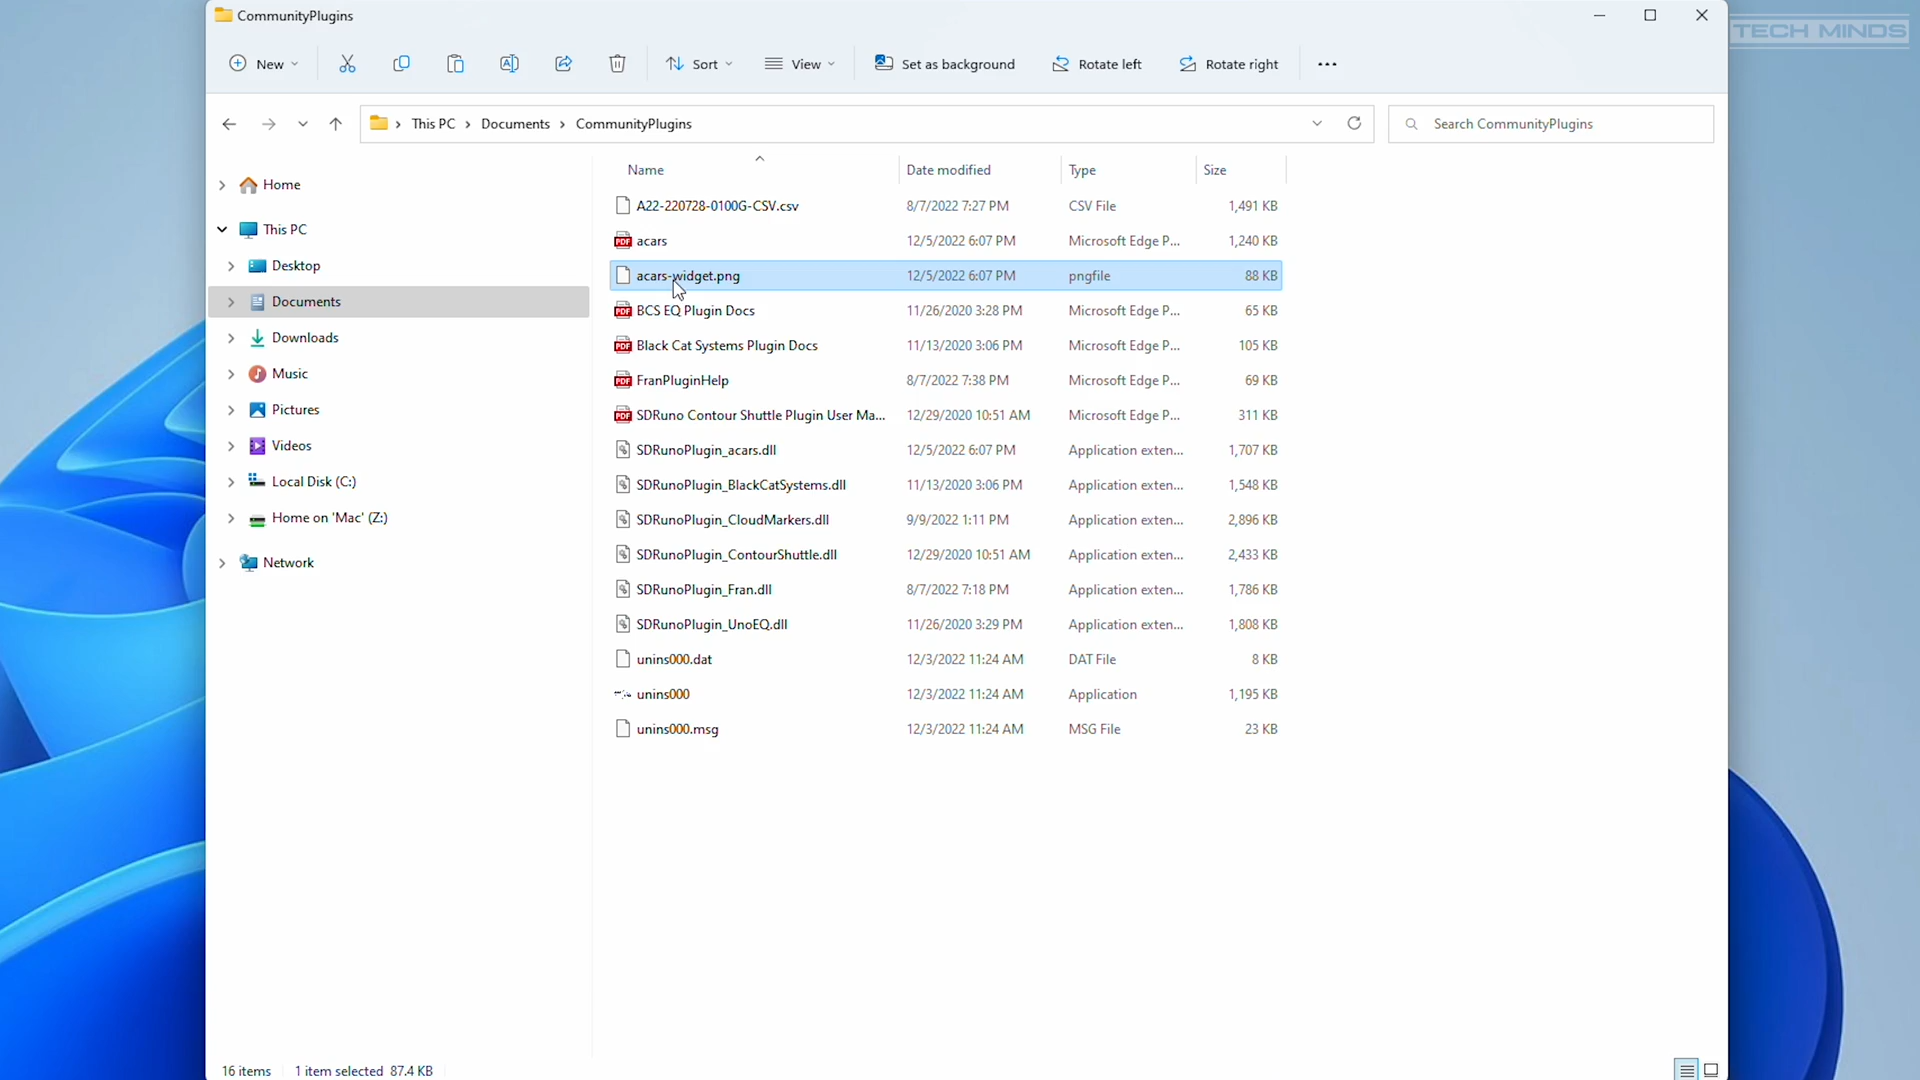 CommunityPlugins
TECH MINDS
New
Sort
View
Set as background
Rotate left
Rotate right
This PC > Documents > CommunityPlugins
Search CommunityPlugins
Name Date modified Type Size
Home
This PC
Desktop
Documents
Downloads
Music
Pictures
Videos
Local Disk (C:)
Home on 'Mac' (Z:)
Network
A22-220728-0100G-CSV.csv 8/7/2022 7:27 PM CSV File 1,491 KB
PDF acars 12/5/2022 6:07 PM Microsoft Edge P... 1,240 KB
acars-widget.png 12/5/2022 6:07 PM pngfile 88 KB
PDF BCS EQ Plugin Docs 11/26/2020 3:28 PM Microsoft Edge P... 65 KB
PDF Black Cat Systems Plugin Docs 11/13/2020 3:06 PM Microsoft Edge P... 105 KB
PDF FranPluginHelp 8/7/2022 7:38 PM Microsoft Edge P... 69 KB
PDF SDRuno Contour Shuttle Plugin User Ma... 12/29/2020 10:51 AM Microsoft Edge P... 311 KB
SDRunoPlugin_acars.dll 12/5/2022 6:07 PM Application exten... 1,707 KB
SDRunoPlugin_BlackCatSystems.dll 11/13/2020 3:06 PM Application exten... 1,548 KB
SDRunoPlugin_CloudMarkers.dll 9/9/2022 1:11 PM Application exten... 2,896 KB
SDRunoPlugin_ContourShuttle.dll 12/29/2020 10:51 AM Application exten... 2,433 KB
SDRunoPlugin_Fran.dll 8/7/2022 7:18 PM Application exten... 1,786 KB
SDRunoPlugin_UnoEQ.dll 11/26/2020 3:29 PM Application exten... 1,808 KB
unins000.dat 12/3/2022 11:24 AM DAT File 8 KB
unins000 12/3/2022 11:24 AM Application 1,195 KB
unins000.msg 12/3/2022 11:24 AM MSG File 23 KB
16 items 1 item selected 87.4 KB